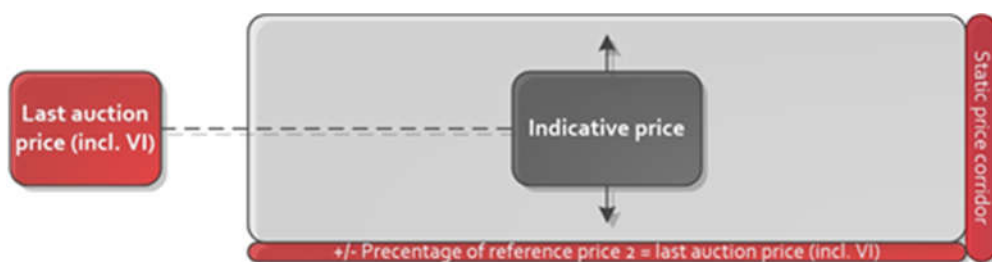 Last auction
price (incl. VI)
Indicative price
Static price corridor
+/- Precentage of reference price 2 = last auction price (incl. VI)